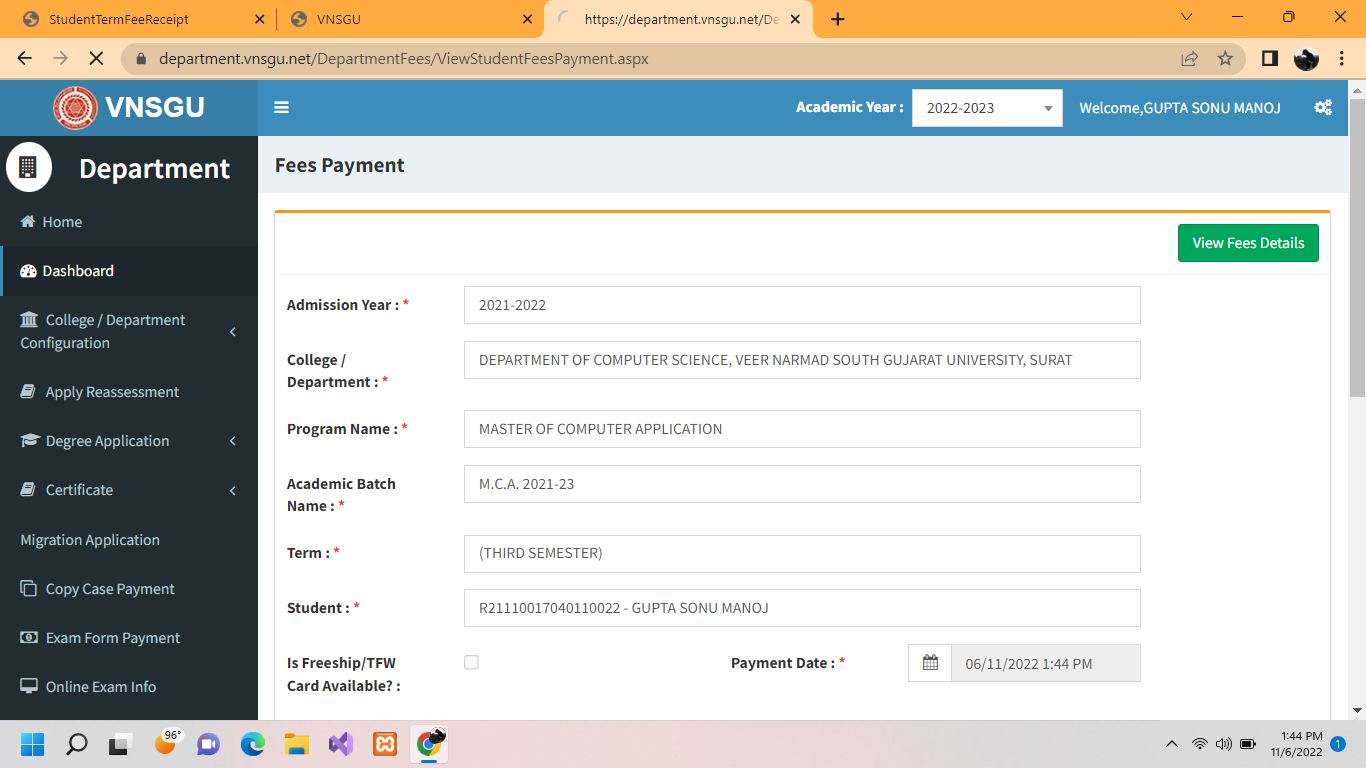 StudentTermFeeReceipt
VNSGU
https://department.vnsgu.net/De
department.vnsgu.net/DepartmentFees/ViewStudentFeesPayment.aspx
VNSGU
Academic Year :
2022-2023
Welcome,GUPTA SONU MANOJ
Department
Fees Payment
Home
View Fees Details
Dashboard
Admission Year : *
2021-2022
College / Department
Configuration
College /
Department : *
DEPARTMENT OF COMPUTER SCIENCE, VEER NARMAD SOUTH GUJARAT UNIVERSITY, SURAT
Apply Reassessment
Program Name : *
MASTER OF COMPUTER APPLICATION
Degree Application
Academic Batch
Name : *
M.C.A. 2021-23
Certificate
Migration Application
Term : *
(THIRD SEMESTER)
Copy Case Payment
Student : *
R21110017040110022 - GUPTA SONU MANOJ
Exam Form Payment
Is Freeship/TFW
Card Available? :
Payment Date : *
06/11/2022 1:44 PM
Online Exam Info
96°
1:44 PM
11/6/2022
1